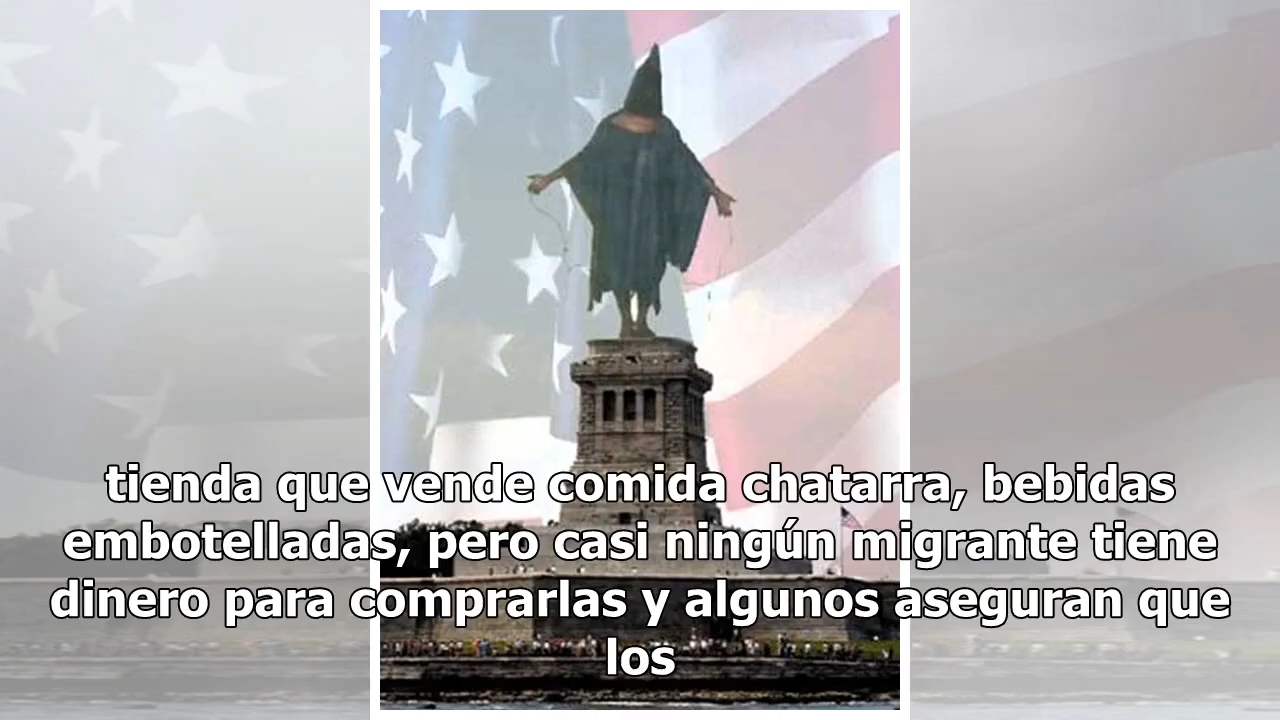 tienda que vende comida chatarra, bebidas
embotelladas, pero casi ningún migrante tiene
dinero para comprarlas y algunos aseguran que
los